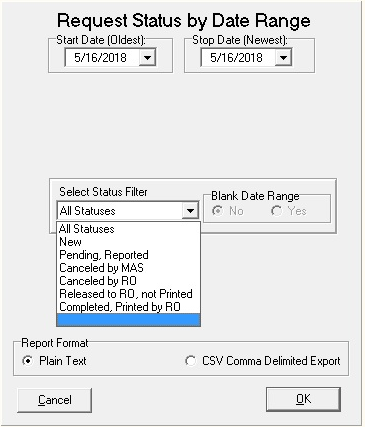 Request Status by Date Range
Start Date (Oldest): Stop Date (Newest):
5/16/2018 5/16/2018
Select Status Filter Blank Date Range
All Statuses No Yes
All Statuses
New
Pending, Reported
Canceled by MAS
Canceled by RO
Released to RO, not Printed
Completed, Printed by RO
Report Format
Plain Text CSV Comma Delimited Export
Cancel OK